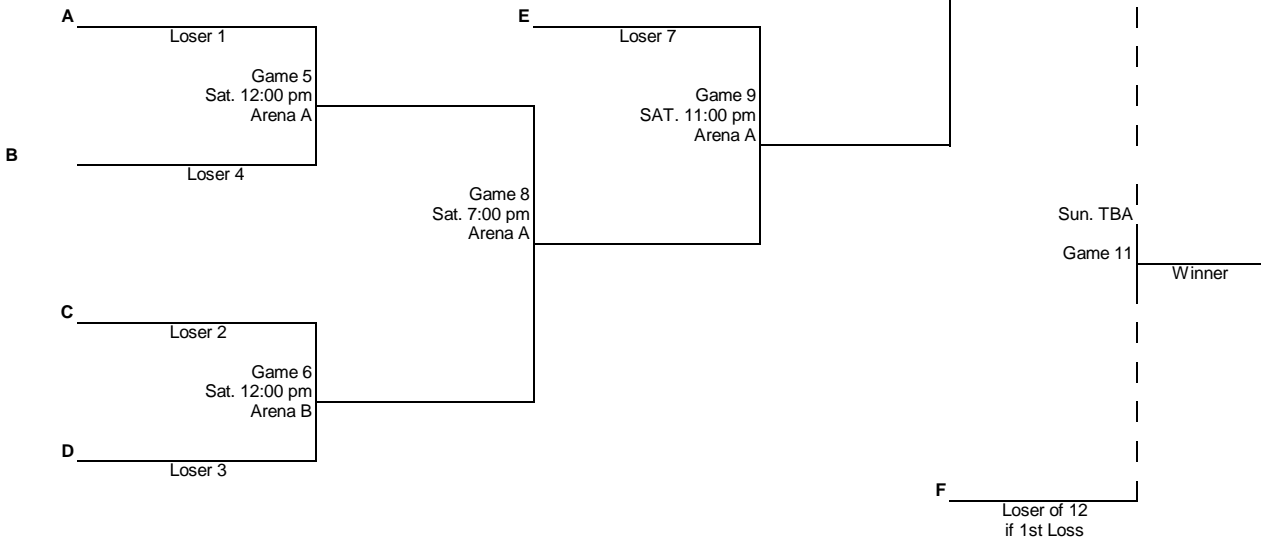 A
Loser 1
Game 5
Sat. 12:00 pm
Arena A
B
Loser 4
Game 8
Sat. 7:00 pm
Arena A
C
Loser 2
Game 6
Sat. 12:00 pm
Arena B
D
Loser 3
E
Loser 7
Game 9
SAT. 11:00 pm
Arena A
Sun. TBA
Game 11
Winner
F
Loser of 12
if 1st Loss